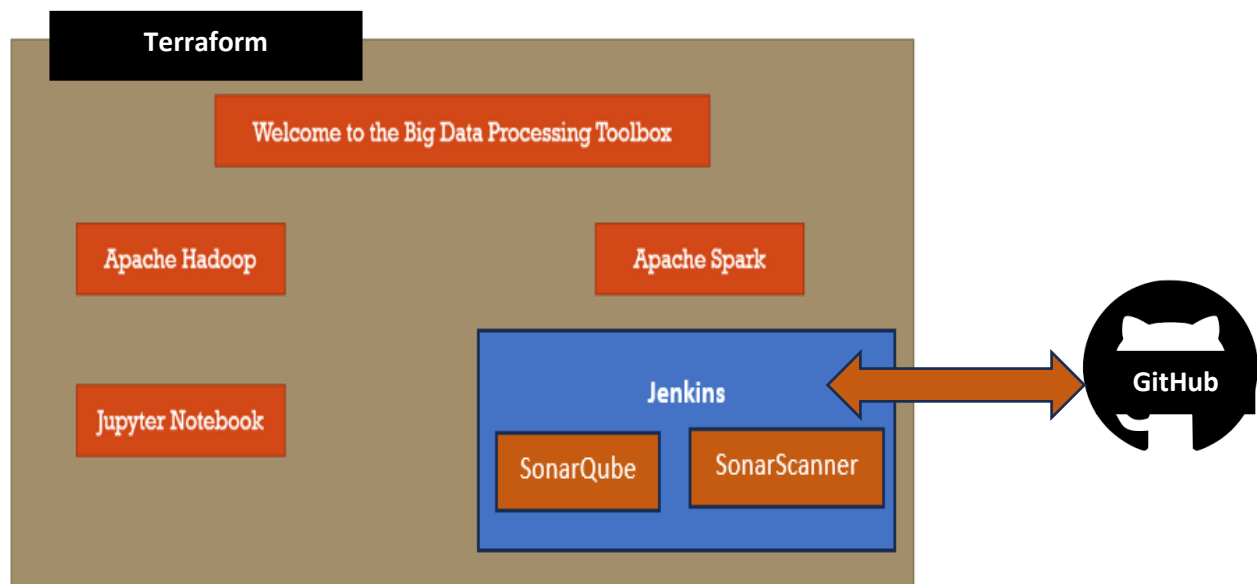 Terraform
Welcome to the Big Data Processing Toolbox
Apache Hadoop
Apache Spark
Jenkins
GitHub
Jupyter Notebook
SonarQube
SonarScanner